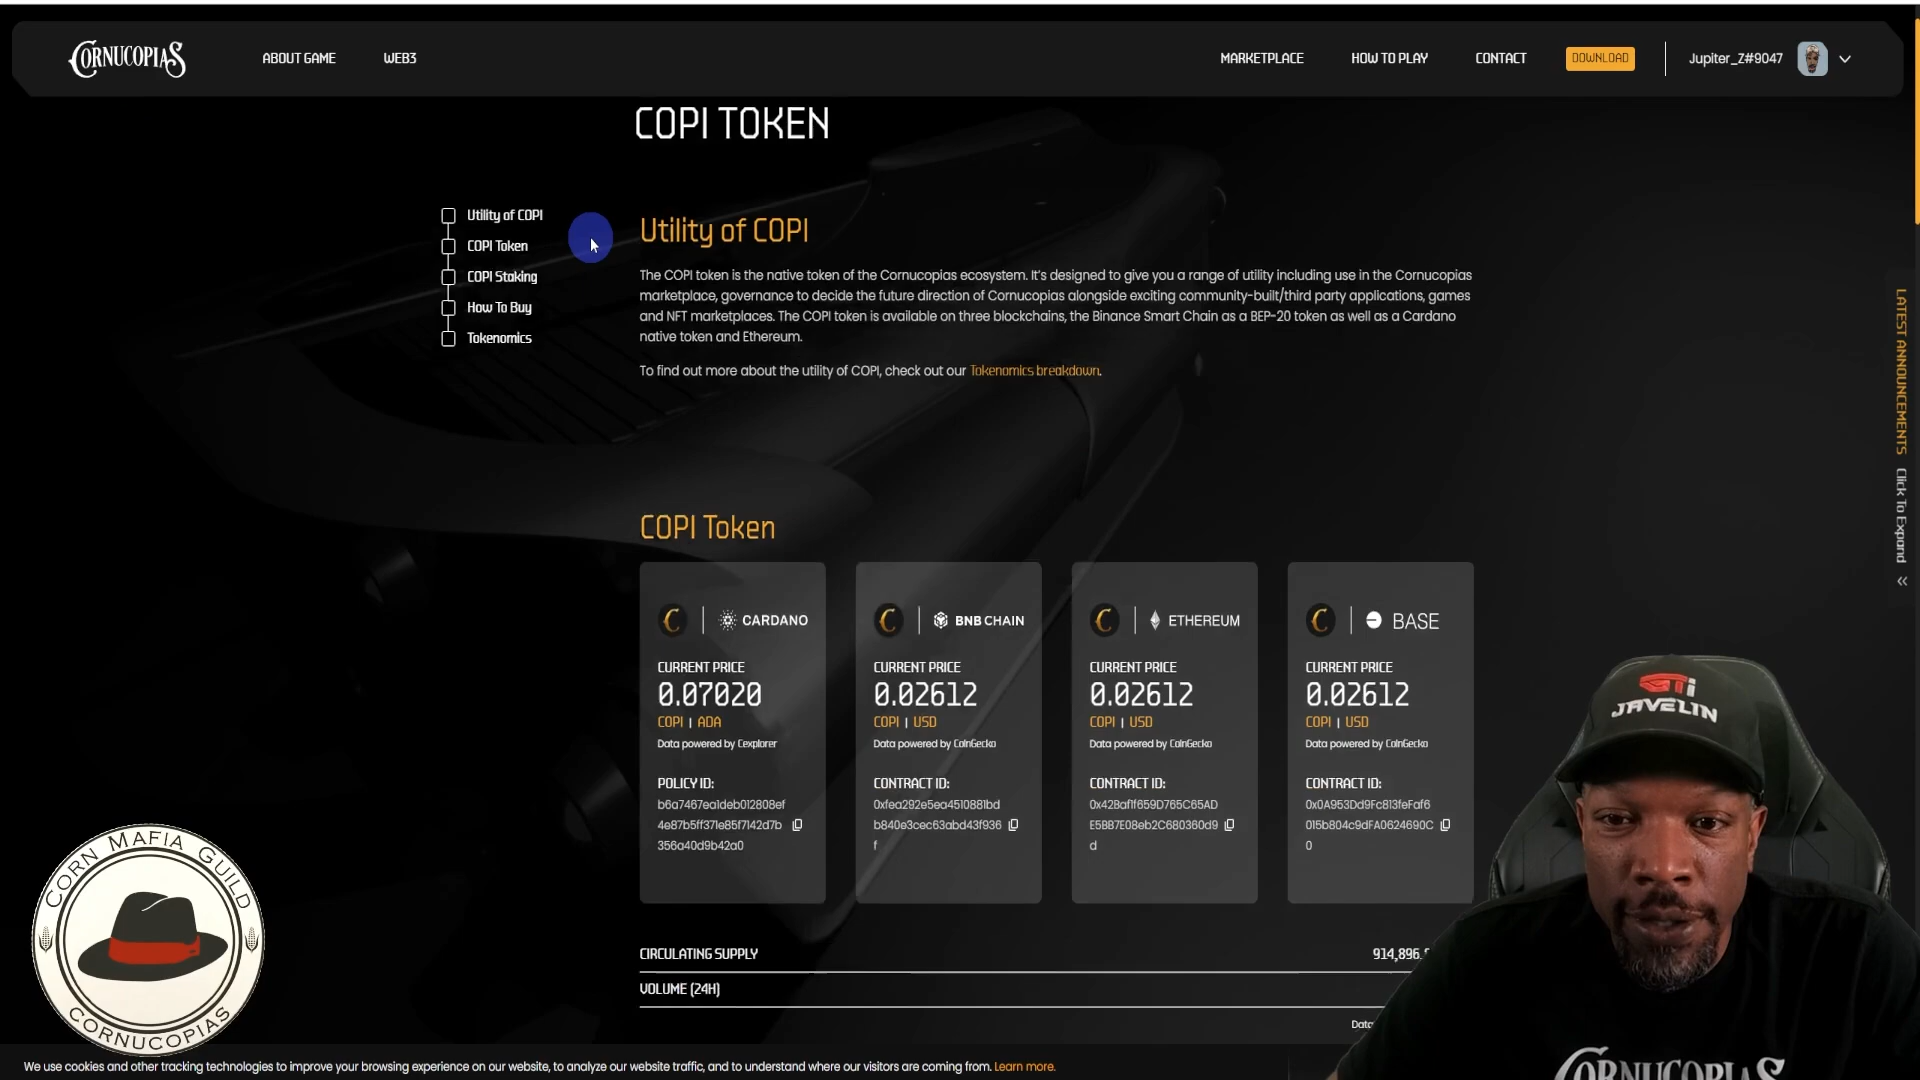 CORNUCOPIAS
ABOUT GAME
WEB3
MARKETPLACE
HOW TO PLAY
CONTACT
DOWNLOAD
Jupiter_Z#9047
COPI TOKEN
Utility of COPI
COPI Token
COPI Staking
How To Buy
Tokenomics
Utility of COPI
The COPI token is the native token of the Cornucopias ecosystem. It's designed to give you a range of utility including use in the Cornucopias
marketplace, governance to decide the future direction of Cornucopias alongside exciting community-built/third party applications, games
and NFT marketplaces. The COPI token is available on three blockchains, the Binance Smart Chain as a BEP-20 token as well as a Cardano
native token and Ethereum.
To find out more about the utility of COPI, check out our Tokenomics breakdown.
LATEST ANNOUNCEMENTS Click To Expand
COPI Token
CARDANO
CURRENT PRICE
0.07020
COPI | ADA
Data powered by Cexplorer
POLICY ID:
b6a7467ea1deb012808ef
4e87b5ff371e85f7142d7b
356a40d9b42a0
BNB CHAIN
CURRENT PRICE
0.02612
COPI | USD
Data powered by CoinGecko
CONTRACT ID:
0xfea292e5ea4510881bd
b840e3cec63abd43f936
f
ETHEREUM
CURRENT PRICE
0.02612
COPI | USD
Data powered by CoinGecko
CONTRACT ID:
0x42Baf1f659D765C65AD
E5BB7E08eb2C680360d9
d
BASE
CURRENT PRICE
0.02612
COPI | USD
Data powered by CoinGecko
CONTRACT ID:
0x0A953Dd9Fc813feFaf6
015b804c9dFA0624690C
0
CIRCULATING SUPPLY
914,896,
VOLUME (24H)
Data
We use cookies and other tracking technologies to improve your browsing experience on our website, to analyze our website traffic, and to understand where our visitors are coming from. Learn more.
CORN MAFIA GUILD
CORNUCOPIAS
GTi
JAVELIN
CORNUCOPIAS